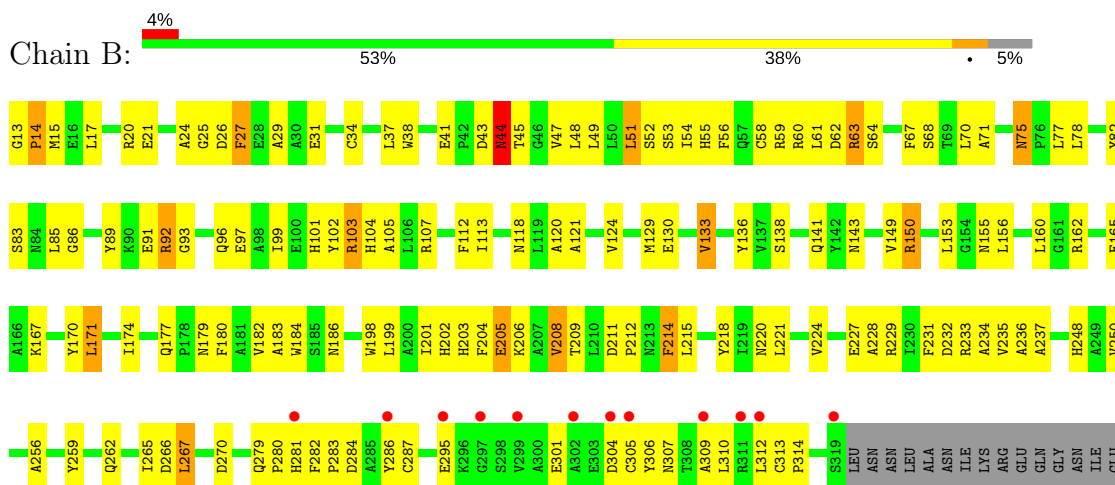 4%
Chain B:
53% 38% • 5%
G13 P14 M15 E16 L17 R20 E21 A24 G25 D26 F27 E28 A29 A30 E31 C34 L37 W38 E41 P42 D43 N44 T45 G46 V47 L48 L49 L50 L51 S52 S53 I54 H55 F56 Q57 C58 R59 R60 L61 D62 R63 S64 F67 S68 T69 L70 A71 N75 P76 L77 L78
S83 N84 L85 G86 Y89 K90 E91 R92 G93 Q96 E97 A98 I99 E100 H101 Y102 R103 H104 A105 L106 R107 F112 I113 N118 L119 A120 A121 V124 M129 E130 V133 Y136 V137 S138 Q141 Y142 N143 V149 R150 L153 G154 N155 L156 L160 G161 R162
A166 K167 Y170 L171 I174 Q177 P178 N179 F180 A181 V182 A183 W184 S185 N186 W198 L199 A200 I201 H202 H203 F204 E205 K206 A207 V208 T209 L210 D211 P212 N213 F214 L215 Y218 I219 N220 L221 V224 E227 A228 R229 I230 F231 D232 R233 A234 V235 A236 A237 H248 A249
A256 Y259 Q262 I265 D266 L267 D270 Q279 P280 H281 F282 P283 D284 A285 Y286 C287 E295 K296 G297 S298 V299 A300 E301 A302 E303 D304 C305 Y306 N307 T308 A309 L310 R311 L312 C313 P314 S319 LEU ASN ASN LEU ALA ASN ILE LYS ARG GLU GLN GLY ASN ILE